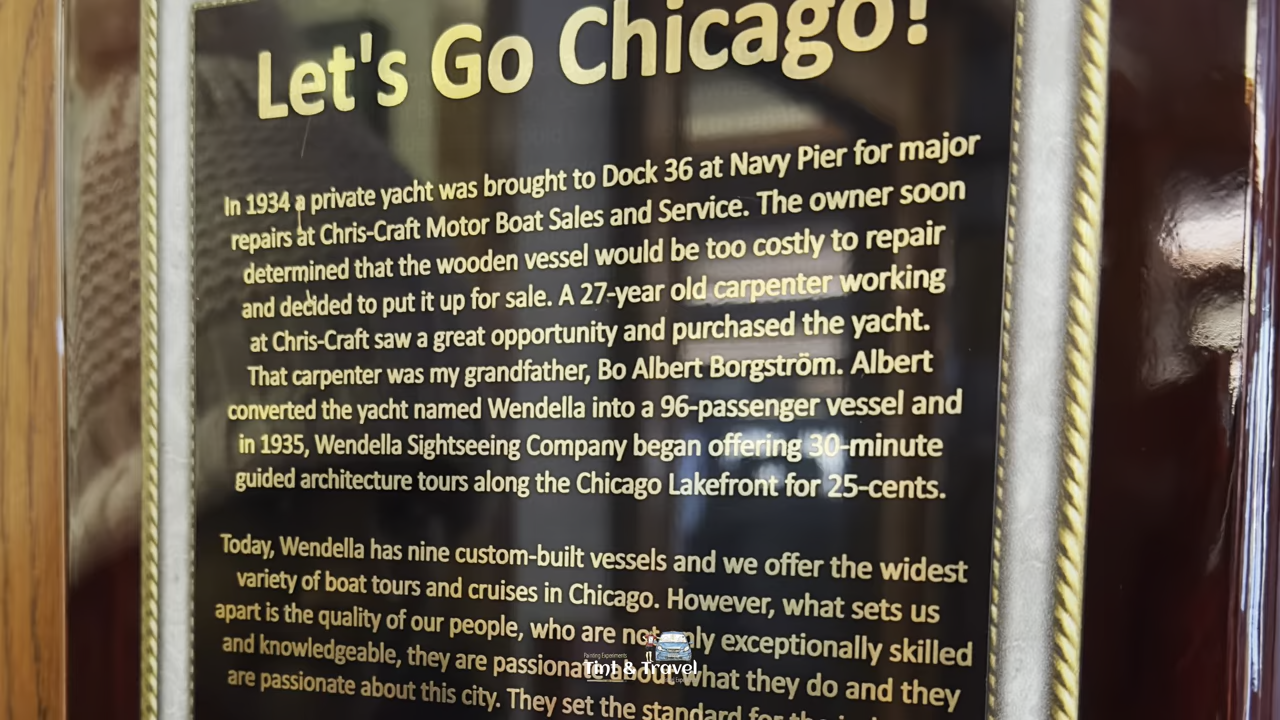 Let's Go Chicago!
In 1934 a private yacht was brought to Dock 36 at Navy Pier for major
repairs at Chris-Craft Motor Boat Sales and Service. The owner soon
determined that the wooden vessel would be too costly to repair
and decided to put it up for sale. A 27-year old carpenter working
at Chris-Craft saw a great opportunity and purchased the yacht.
That carpenter was my grandfather, Bo Albert Borgström. Albert
converted the yacht named Wendella into a 96-passenger vessel and
in 1935, Wendella Sightseeing Company began offering 30-minute
guided architecture tours along the Chicago Lakefront for 25-cents.
Today, Wendella has nine custom-built vessels and we offer the widest
variety of boat tours and cruises in Chicago. However, what sets us
apart is the quality of our people, who are not only exceptionally skilled
and knowledgeable, they are passionate about what they do and they
are passionate about this city. They set the standard for the
Painting Experiments
Tint & Travel